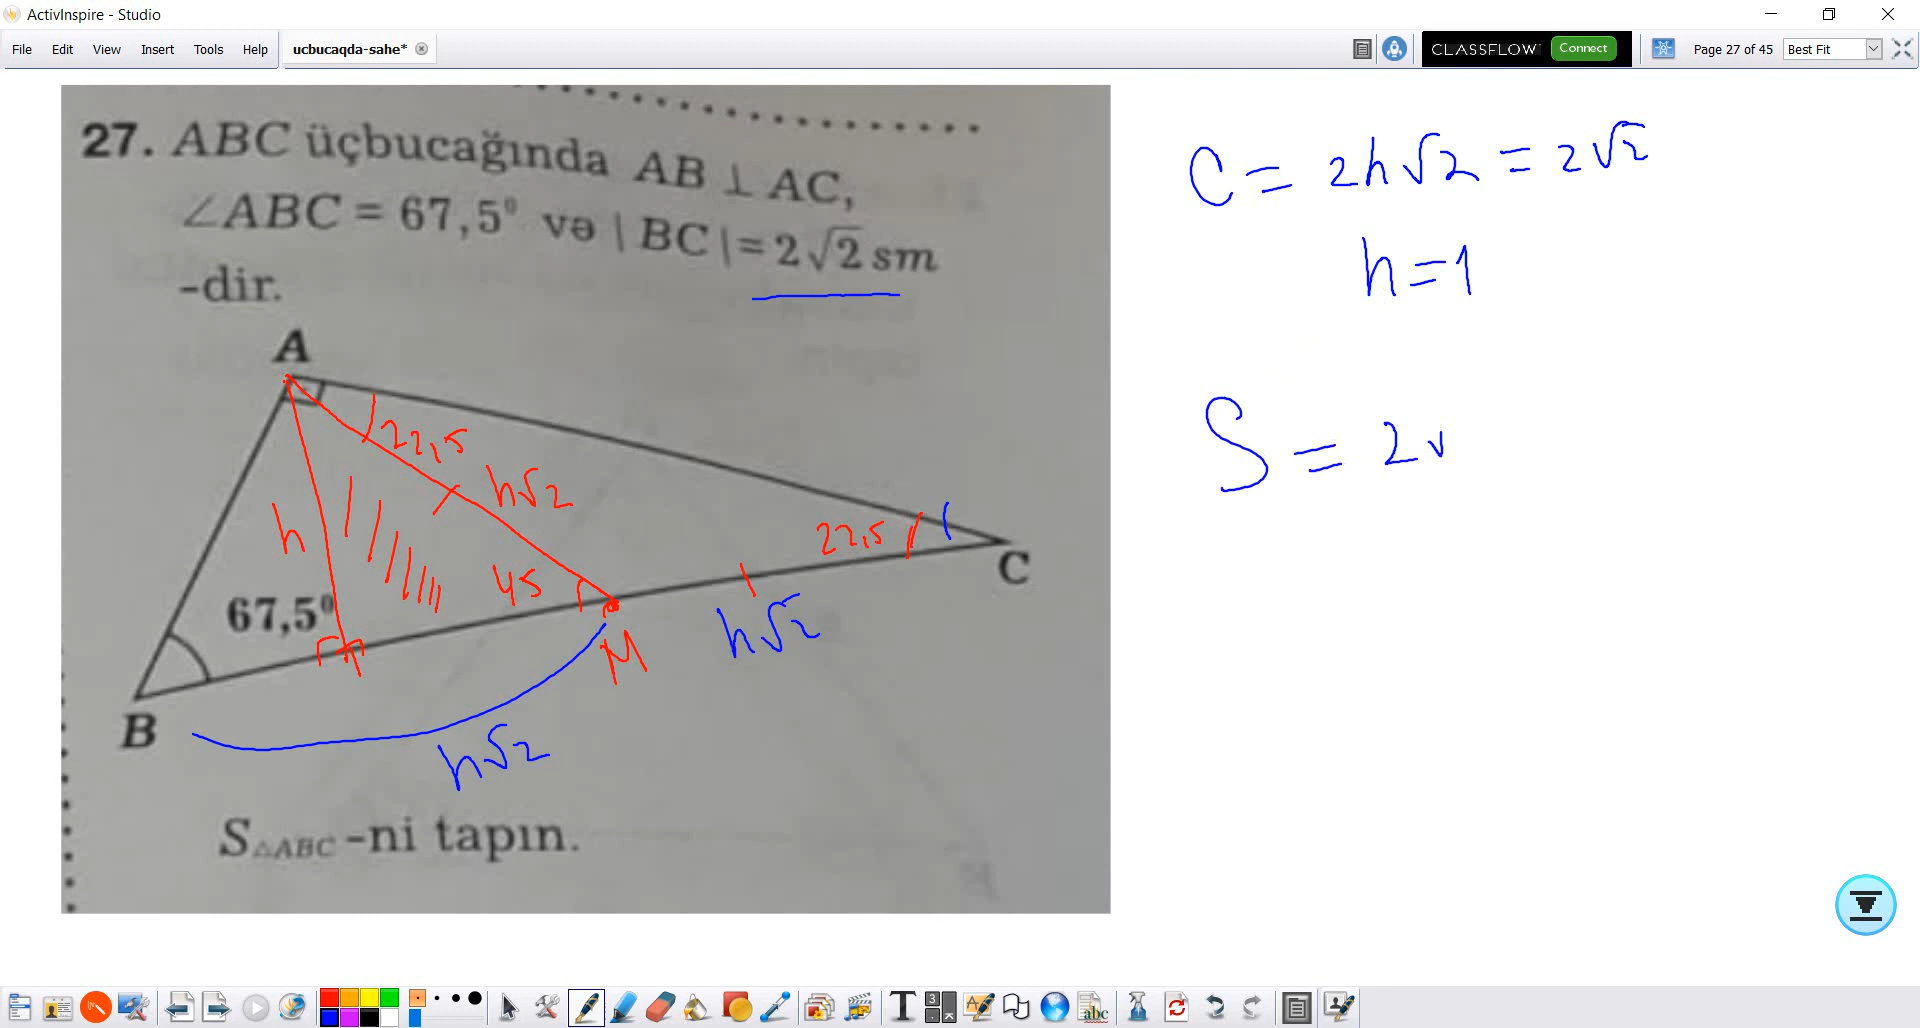 ActivInspire - Studio
File Edit View Insert Tools Help ucbucaqda-sahe*
CLASSFLOW Connect Page 27 of 45 Best Fit
27. ABC üçbucağında AB ⊥ AC,
∠ABC = 67,5⁰ və | BC |= 2√2 sm
-dir.
A
22,5
h√2
h
45
22,5
C
67,5⁰
M
h√2
B
h√2
S△ABC -ni tapın.
C = 2h√2 = 2√2
h = 1
S = 2